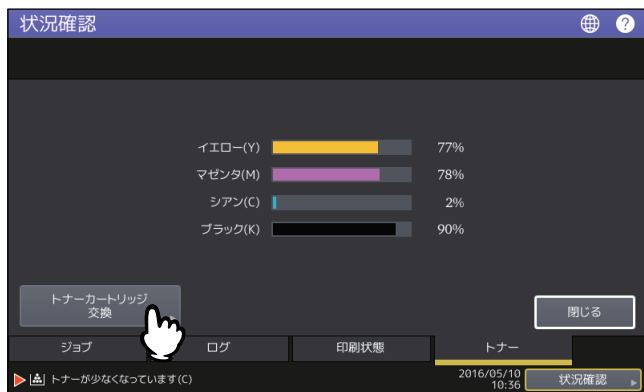 状況確認
?
イエロー(Y) 77%
マゼンタ(M) 78%
シアン(C) 2%
ブラック(K) 90%
トナーカートリッジ
交換
閉じる
ジョブ ログ 印刷状態 トナー
トナーが少なくなっています(C)
2016/05/10
10:36
状況確認